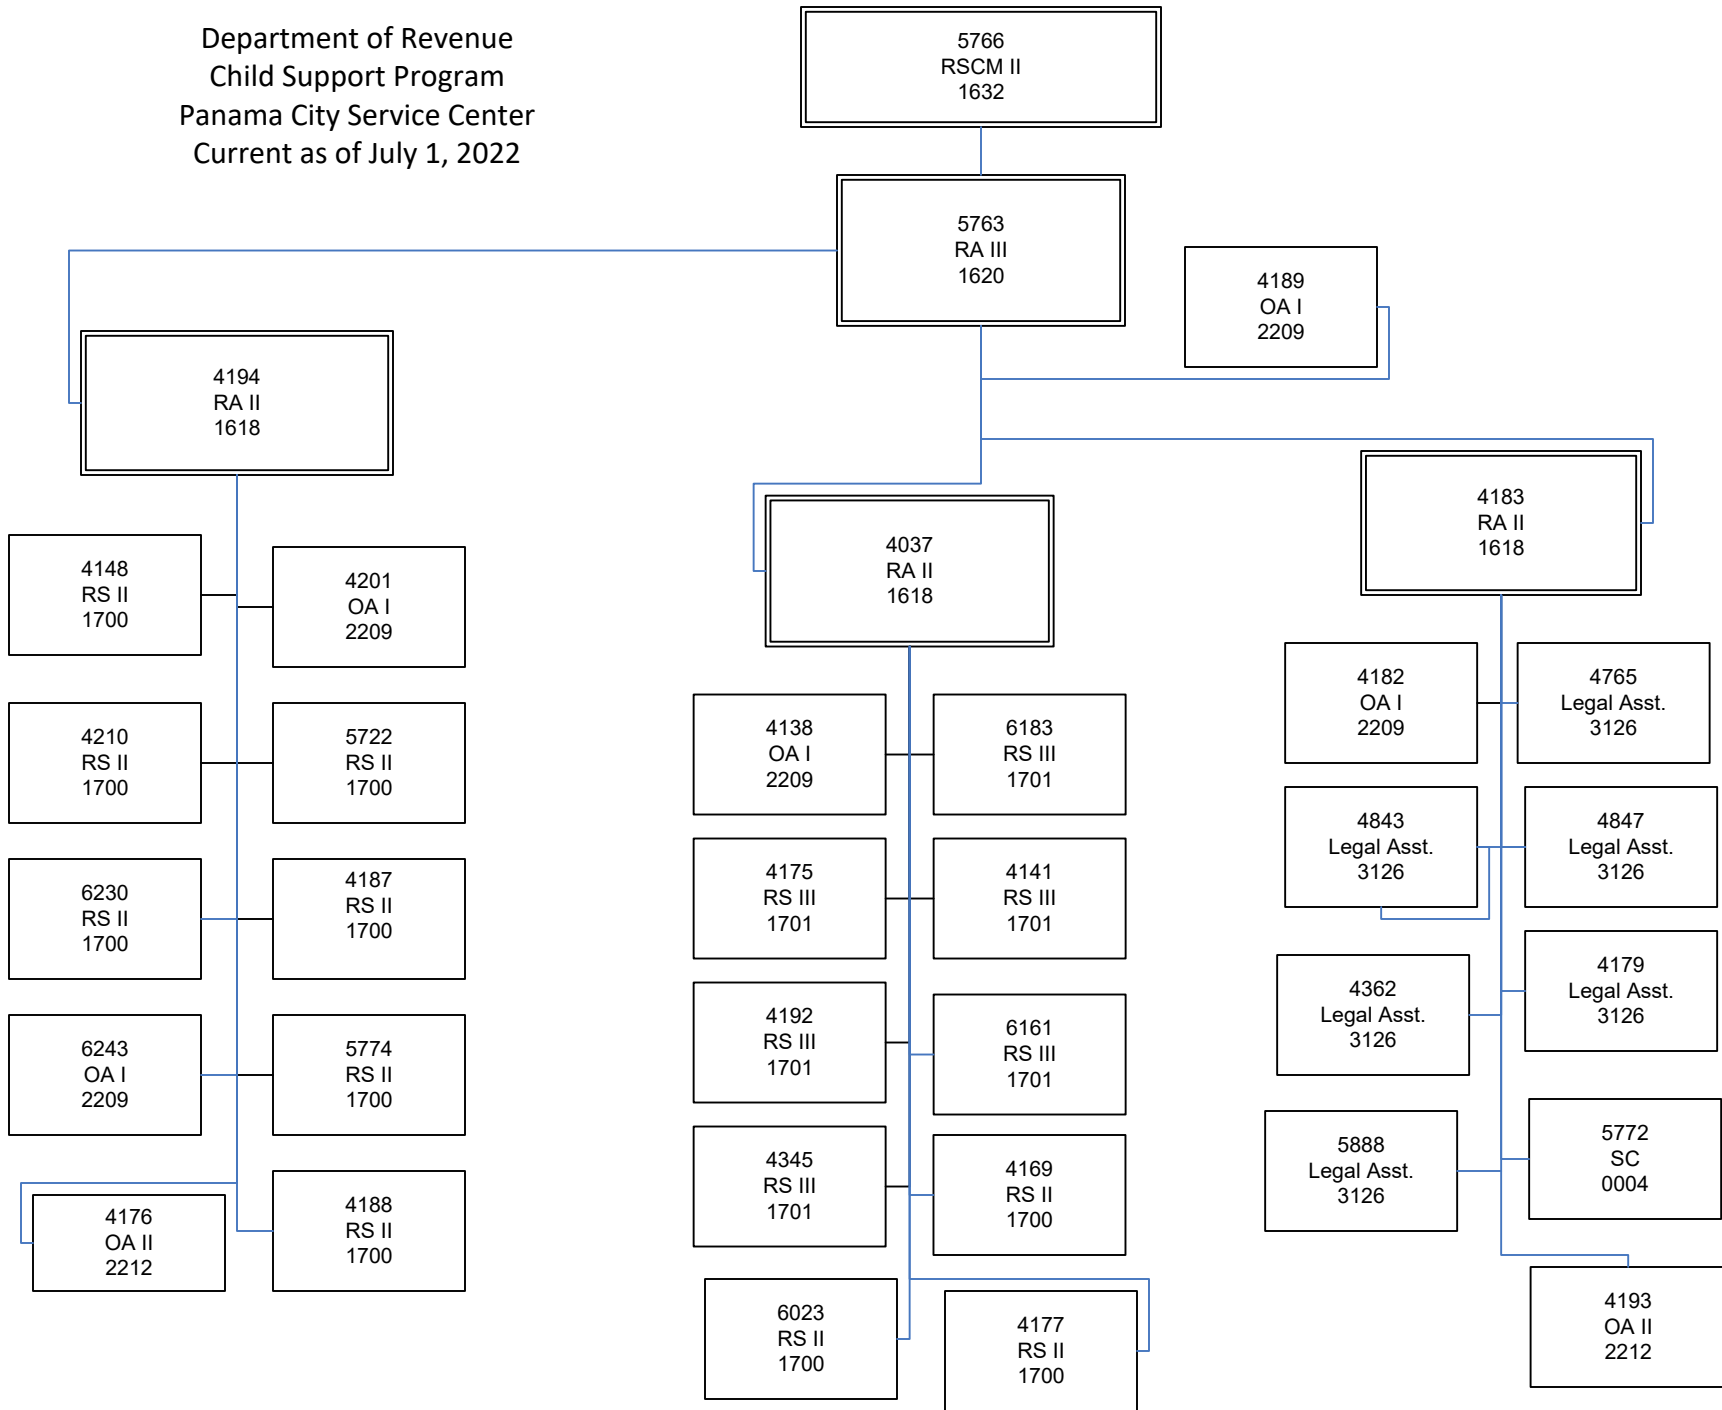 Department of Revenue
Child Support Program
Panama City Service Center
Current as of July 1, 2022
5766
RSCM II
1632
5763
RA III
1620
4189
OA I
2209
4194
RA II
1618
4037
RA II
1618
4183
RA II
1618
4148
RS II
1700
4201
OA I
2209
4210
RS II
1700
5722
RS II
1700
6230
RS II
1700
4187
RS II
1700
6243
OA I
2209
5774
RS II
1700
4176
OA II
2212
4188
RS II
1700
4138
OA I
2209
6183
RS III
1701
4175
RS III
1701
4141
RS III
1701
4192
RS III
1701
6161
RS III
1701
4345
RS III
1701
4169
RS II
1700
6023
RS II
1700
4177
RS II
1700
4182
OA I
2209
4765
Legal Asst.
3126
4843
Legal Asst.
3126
4847
Legal Asst.
3126
4362
Legal Asst.
3126
4179
Legal Asst.
3126
5888
Legal Asst.
3126
5772
SC
0004
4193
OA II
2212